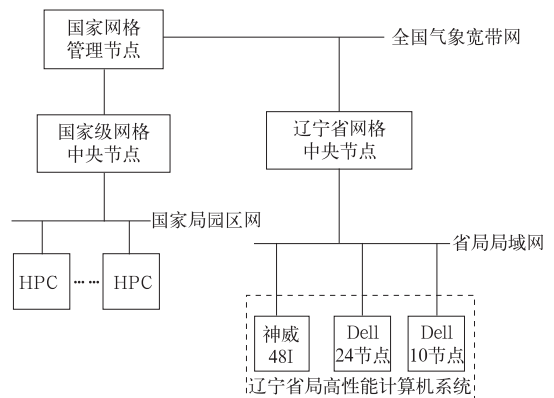 国家网格
管理节点
全国气象宽带网
国家级网格
中央节点
辽宁省网格
中央节点
国家局园区网
省局局域网
HPC
……
HPC
神威
48I
Dell
24节点
Dell
10节点
辽宁省局高性能计算机系统